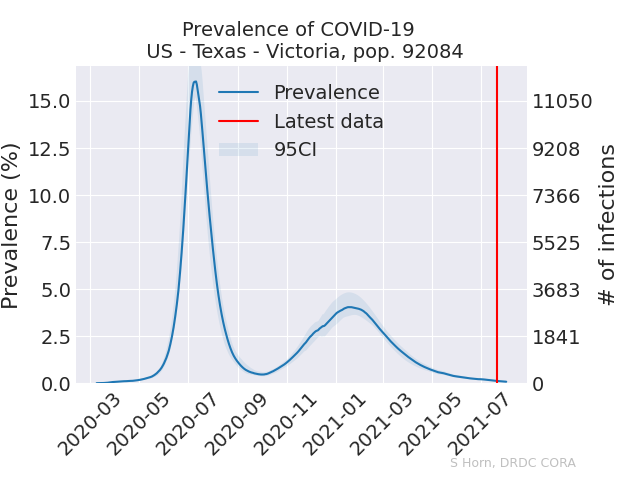 Prevalence of COVID-19
US - Texas - Victoria, pop. 92084
Prevalence
Latest data
95CI
Prevalence (%)
15.0
12.5
10.0
7.5
5.0
2.5
0.0
11050
9208
7366
5525
3683
1841
0
# of infections
2020-03
2020-05
2020-07
2020-09
2020-11
2021-01
2021-03
2021-05
2021-07
S Horn, DRDC CORA